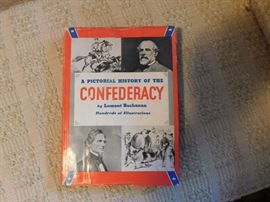 A PICTORIAL HISTORY OF THE
CONFEDERACY
by Lamont Buchanan
Hundreds of Illustrations